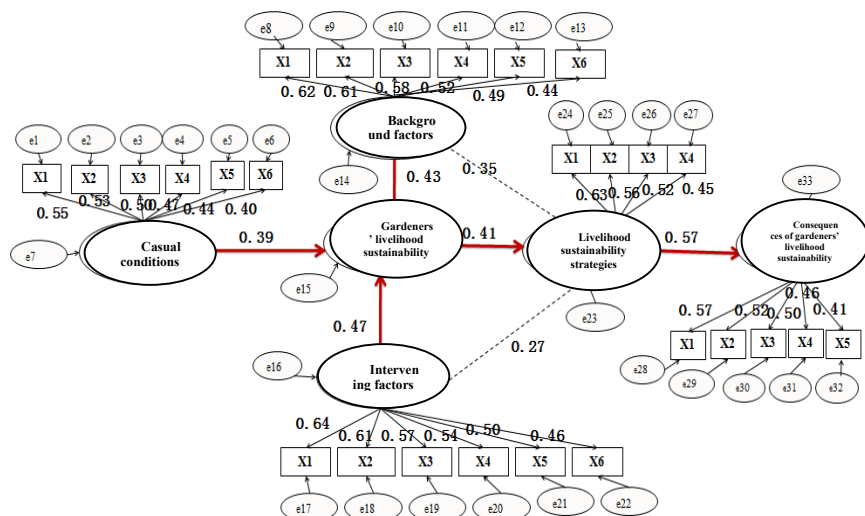 e8 e9 e10 e11 e12 e13
X1 X2 X3 X4 X5 X6
0.62 0.61 0.58 0.52 0.49 0.44
Backgro
und factors
e14
0.43
0.35
e1 e2 e3 e4 e5 e6
X1 X2 X3 X4 X5 X6
0.55 0.53 0.50 0.47 0.44 0.40
Casual
conditions
e7
0.39
Gardeners
’ livelihood
sustainability
e15
0.41
e24 e25 e26 e27
X1 X2 X3 X4
0.63 0.56 0.52 0.45
Livelihood
sustainability
strategies
e23
0.57
e33
Consequen
ces of gardeners’
livelihood
sustainability
0.57 0.52 0.50 0.46 0.41
X1 X2 X3 X4 X5
e28 e29 e30 e31 e32
0.47
0.27
e16
Interven
ing factors
0.64 0.61 0.57 0.54 0.50 0.46
X1 X2 X3 X4 X5 X6
e17 e18 e19 e20 e21 e22